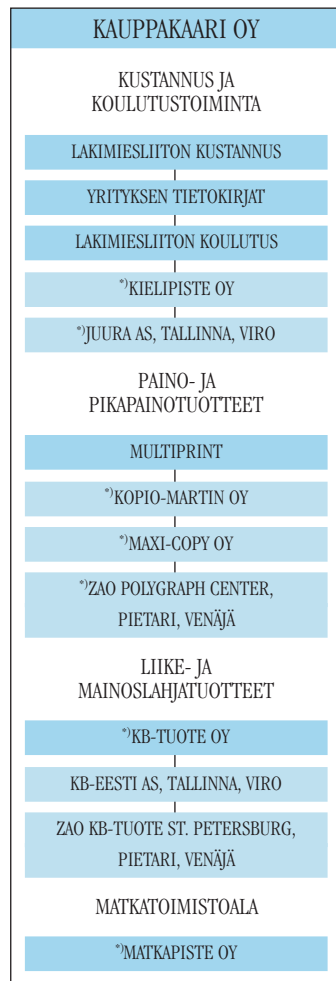 KAUPPAKAARI OY
KUSTANNUS JA
KOULUTUSTOIMINTA
LAKIMIESLIITON KUSTANNUS
YRITYKSEN TIETOKIRJAT
LAKIMIESLIITON KOULUTUS
*)KIELIPISTE OY
*)JUURA AS, TALLINNA, VIRO
PAINO- JA
PIKAPAINOTUOTTEET
MULTIPRINT
*)KOPIO-MARTIN OY
*)MAXI-COPY OY
*)ZAO POLYGRAPH CENTER,
PIETARI, VENÄJÄ
LIIKE- JA
MAINOSLAHJATUOTTEET
*)KB-TUOTE OY
KB-EESTI AS, TALLINNA, VIRO
ZAO KB-TUOTE ST. PETERSBURG,
PIETARI, VENÄJÄ
MATKATOIMISTOALA
*)MATKAPISTE OY